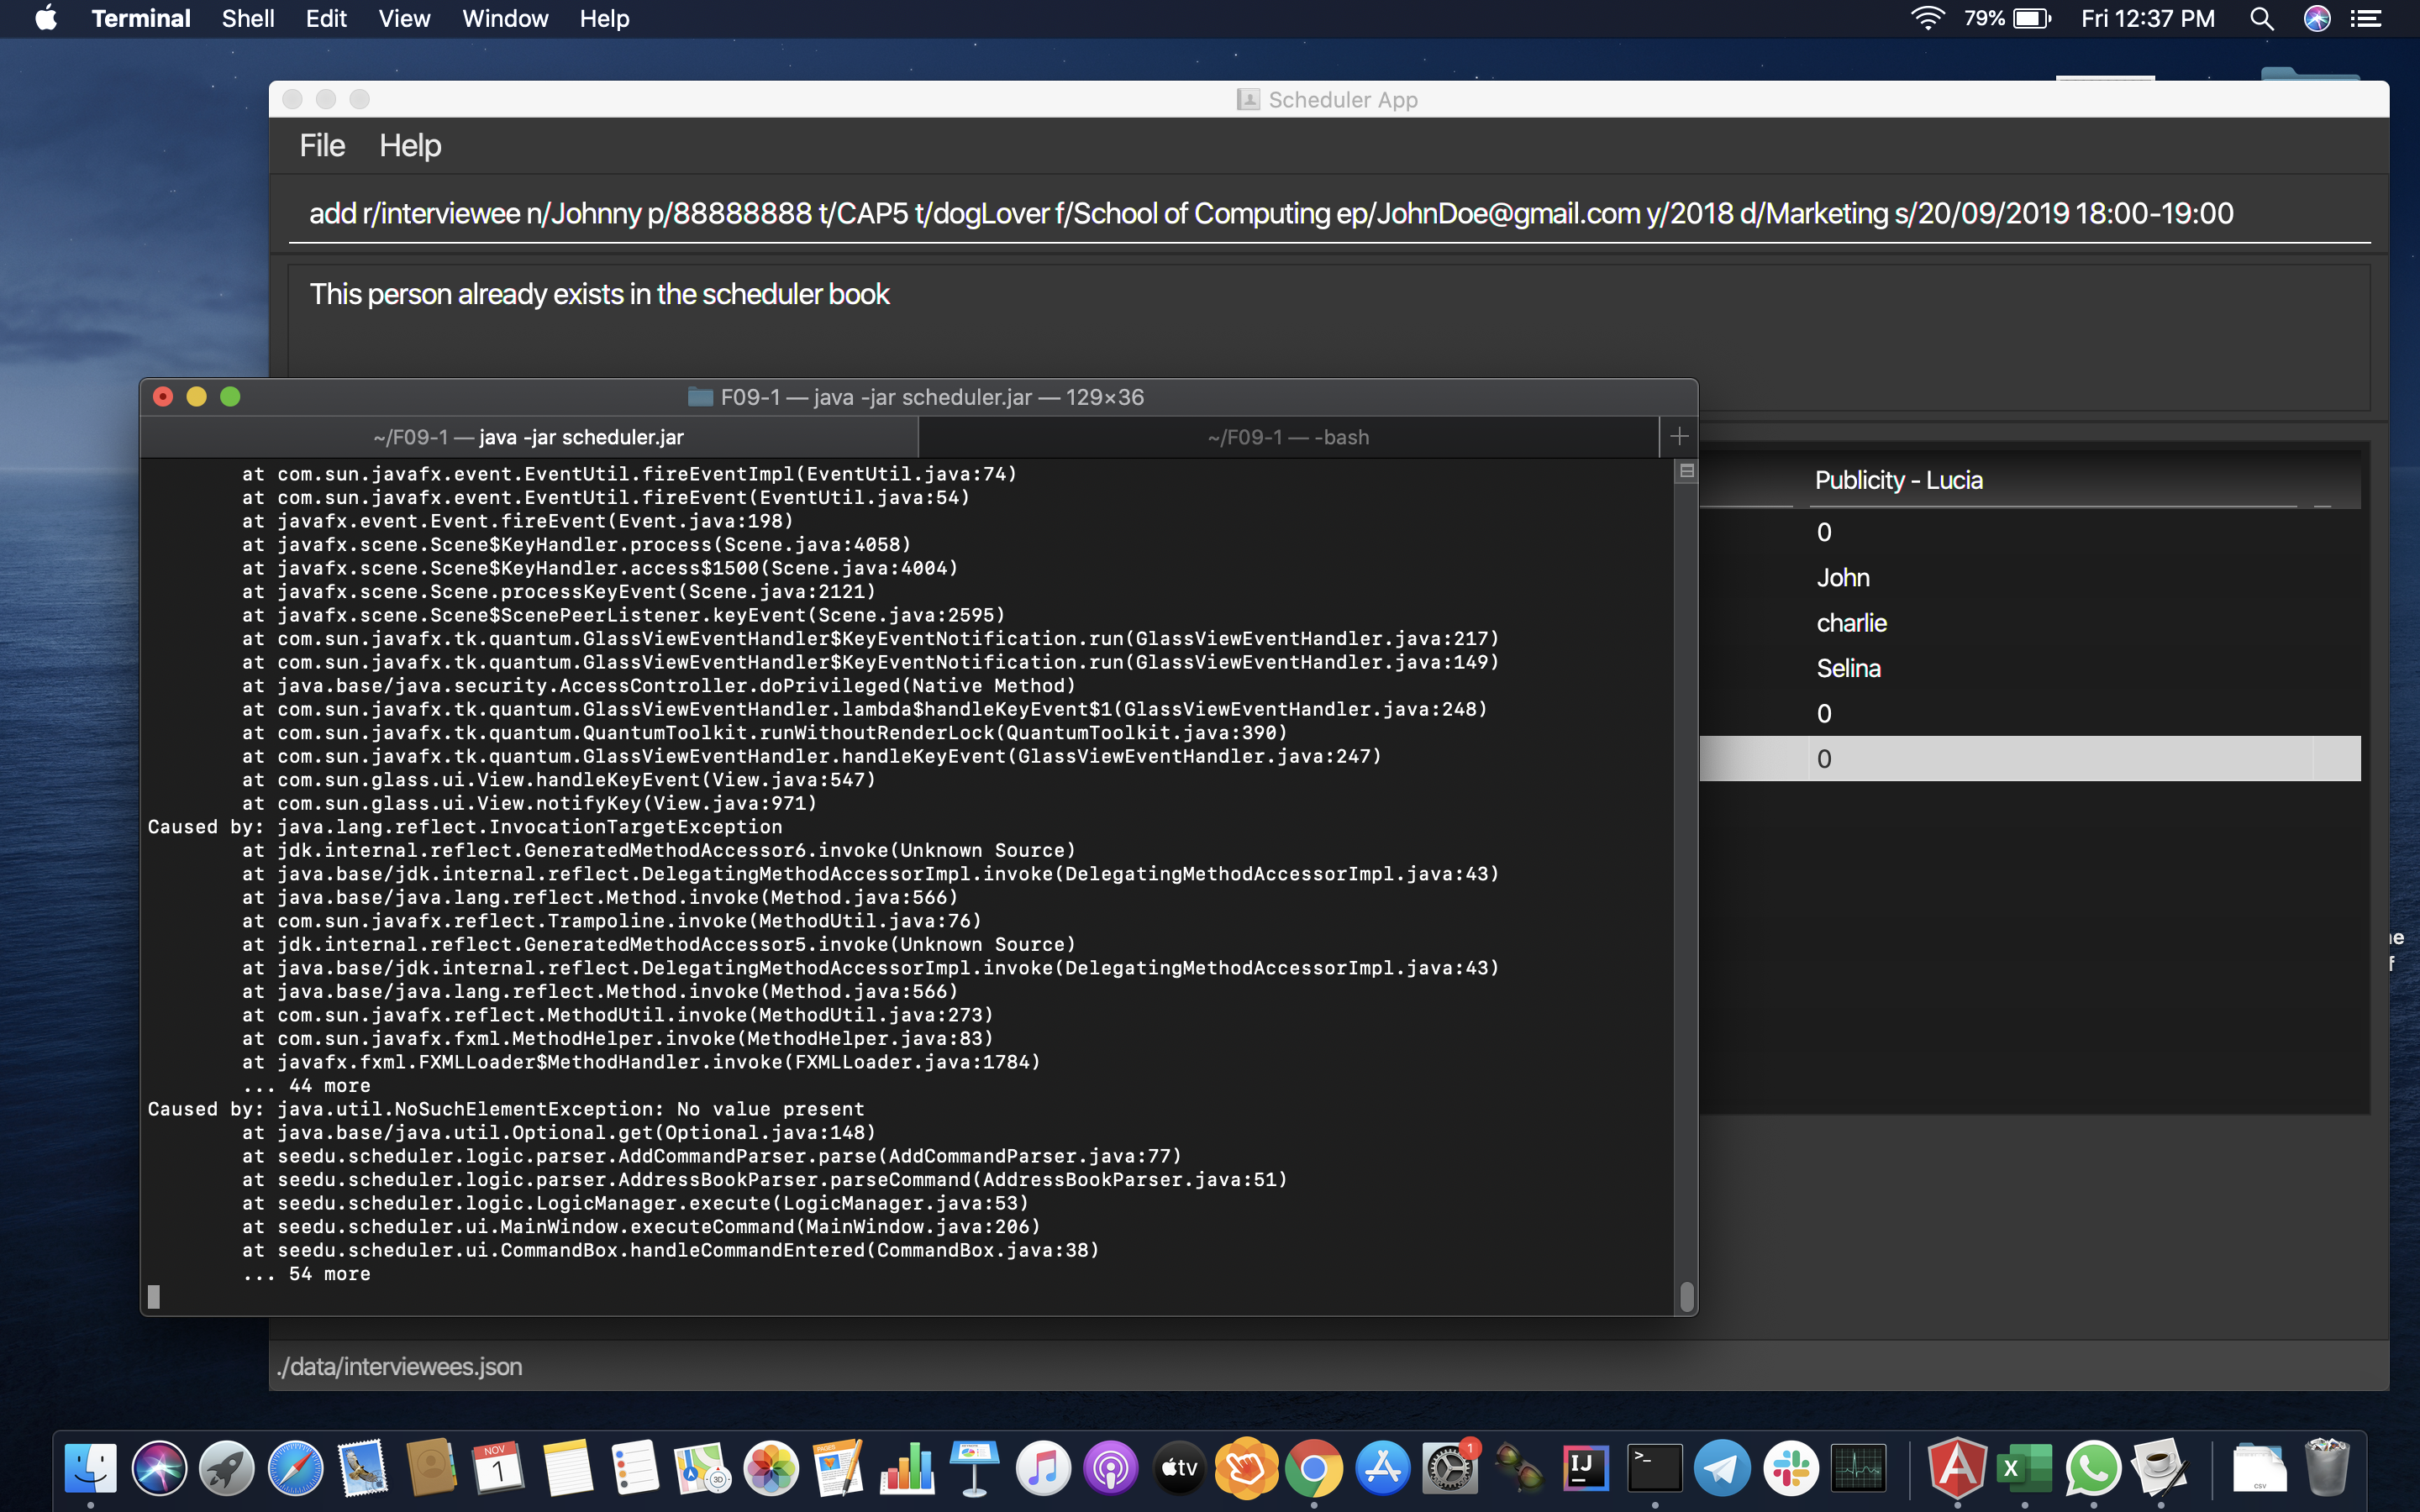 Terminal Shell Edit View Window Help 79% Fri 12:37 PM
Scheduler App
File Help
add r/interviewee n/Johnny p/88888888 t/CAP5 t/dogLover f/School of Computing ep/JohnDoe@gmail.com y/2018 d/Marketing s/20/09/2019 18:00-19:00
This person already exists in the scheduler book
F09-1 — java -jar scheduler.jar — 129×36
~/F09-1 — java -jar scheduler.jar
~/F09-1 — -bash
at com.sun.javafx.event.EventUtil.fireEventImpl(EventUtil.java:74)
at com.sun.javafx.event.EventUtil.fireEvent(EventUtil.java:54)
at javafx.event.Event.fireEvent(Event.java:198)
at javafx.scene.Scene$KeyHandler.process(Scene.java:4058)
at javafx.scene.Scene$KeyHandler.access$1500(Scene.java:4004)
at javafx.scene.Scene.processKeyEvent(Scene.java:2121)
at javafx.scene.Scene$ScenePeerListener.keyEvent(Scene.java:2595)
at com.sun.javafx.tk.quantum.GlassViewEventHandler$KeyEventNotification.run(GlassViewEventHandler.java:217)
at com.sun.javafx.tk.quantum.GlassViewEventHandler$KeyEventNotification.run(GlassViewEventHandler.java:149)
at java.base/java.security.AccessController.doPrivileged(Native Method)
at com.sun.javafx.tk.quantum.GlassViewEventHandler.lambda$handleKeyEvent$1(GlassViewEventHandler.java:248)
at com.sun.javafx.tk.quantum.QuantumToolkit.runWithoutRenderLock(QuantumToolkit.java:390)
at com.sun.javafx.tk.quantum.GlassViewEventHandler.handleKeyEvent(GlassViewEventHandler.java:247)
at com.sun.glass.ui.View.handleKeyEvent(View.java:547)
at com.sun.glass.ui.View.notifyKey(View.java:971)
Caused by: java.lang.reflect.InvocationTargetException
at jdk.internal.reflect.GeneratedMethodAccessor6.invoke(Unknown Source)
at java.base/jdk.internal.reflect.DelegatingMethodAccessorImpl.invoke(DelegatingMethodAccessorImpl.java:43)
at java.base/java.lang.reflect.Method.invoke(Method.java:566)
at com.sun.javafx.reflect.Trampoline.invoke(MethodUtil.java:76)
at jdk.internal.reflect.GeneratedMethodAccessor5.invoke(Unknown Source)
at java.base/jdk.internal.reflect.DelegatingMethodAccessorImpl.invoke(DelegatingMethodAccessorImpl.java:43)
at java.base/java.lang.reflect.Method.invoke(Method.java:566)
at com.sun.javafx.reflect.MethodUtil.invoke(MethodUtil.java:273)
at com.sun.javafx.fxml.MethodHelper.invoke(MethodHelper.java:83)
at javafx.fxml.FXMLLoader$MethodHandler.invoke(FXMLLoader.java:1784)
... 44 more
Caused by: java.util.NoSuchElementException: No value present
at java.base/java.util.Optional.get(Optional.java:148)
at seedu.scheduler.logic.parser.AddCommandParser.parse(AddCommandParser.java:77)
at seedu.scheduler.logic.parser.AddressBookParser.parseCommand(AddressBookParser.java:51)
at seedu.scheduler.logic.LogicManager.execute(LogicManager.java:53)
at seedu.scheduler.ui.MainWindow.executeCommand(MainWindow.java:206)
at seedu.scheduler.ui.CommandBox.handleCommandEntered(CommandBox.java:38)
... 54 more
Publicity - Lucia
0
John
charlie
Selina
0
0
./data/interviewees.json
NOV
1
3D
PAGES
tv
1
IJ
>_
A
X
CSV